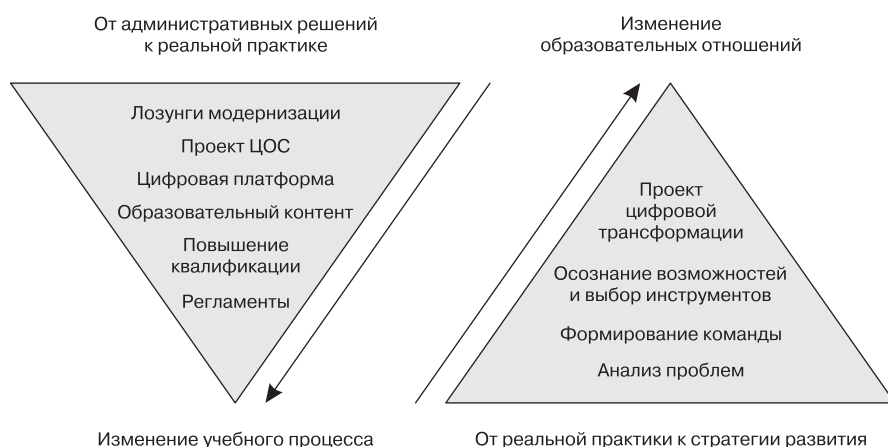 От административных решений
к реальной практике
Лозунги модернизации
Проект ЦОС
Цифровая платформа
Образовательный контент
Повышение
квалификации
Регламенты
Изменение учебного процесса
Изменение
образовательных отношений
Проект
цифровой
трансформации
Осознание возможностей
и выбор инструментов
Формирование команды
Анализ проблем
От реальной практики к стратегии развития